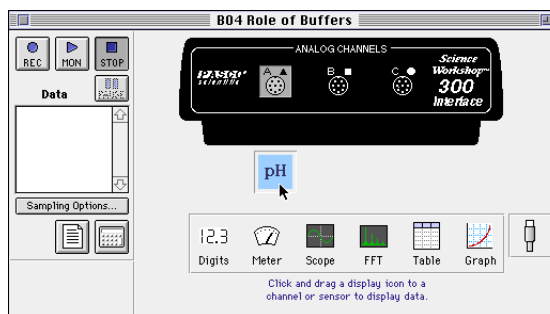 B04 Role of Buffers
REC MON STOP
Data PAUSE
Sampling Options...
ANALOG CHANNELS
PASCO scientific
A B C
Science
Workshop™
300
Interface
pH
12.3
Digits Meter Scope FFT Table Graph
Click and drag a display icon to a
channel or sensor to display data.